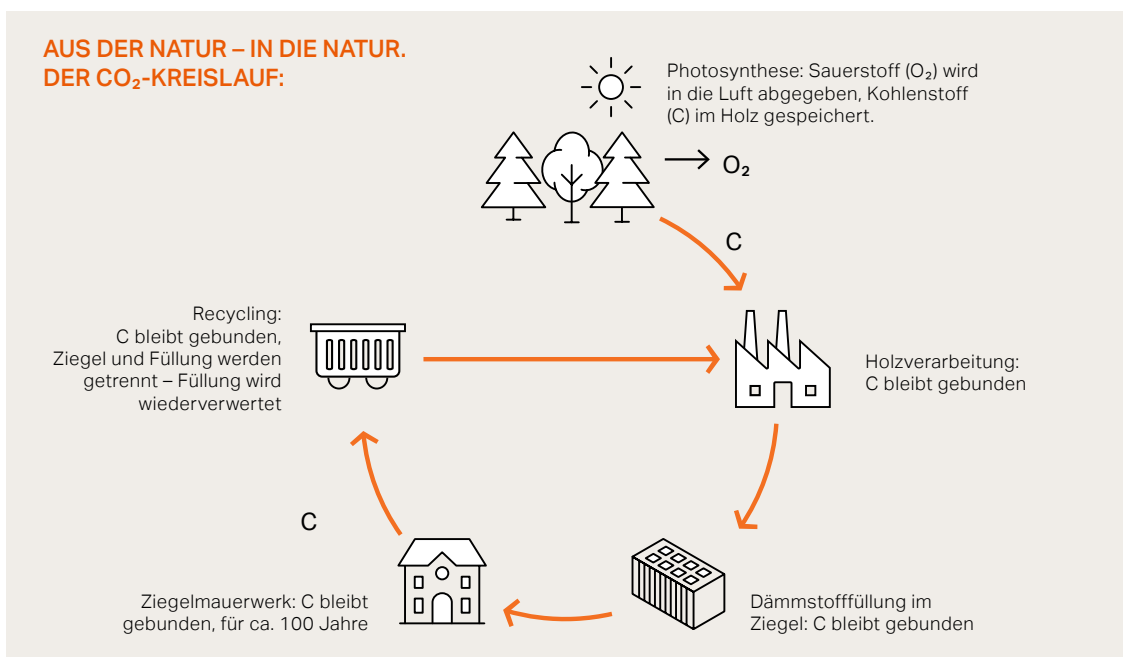 AUS DER NATUR – IN DIE NATUR.
DER CO₂-KREISLAUF:
Photosynthese: Sauerstoff (O₂) wird
in die Luft abgegeben, Kohlenstoff
(C) im Holz gespeichert.
O₂
C
Recycling:
C bleibt gebunden,
Ziegel und Füllung werden
getrennt – Füllung wird
wiederverwertet
Holzverarbeitung:
C bleibt gebunden
C
Ziegelmauerwerk: C bleibt
gebunden, für ca. 100 Jahre
Dämmstofffüllung im
Ziegel: C bleibt gebunden